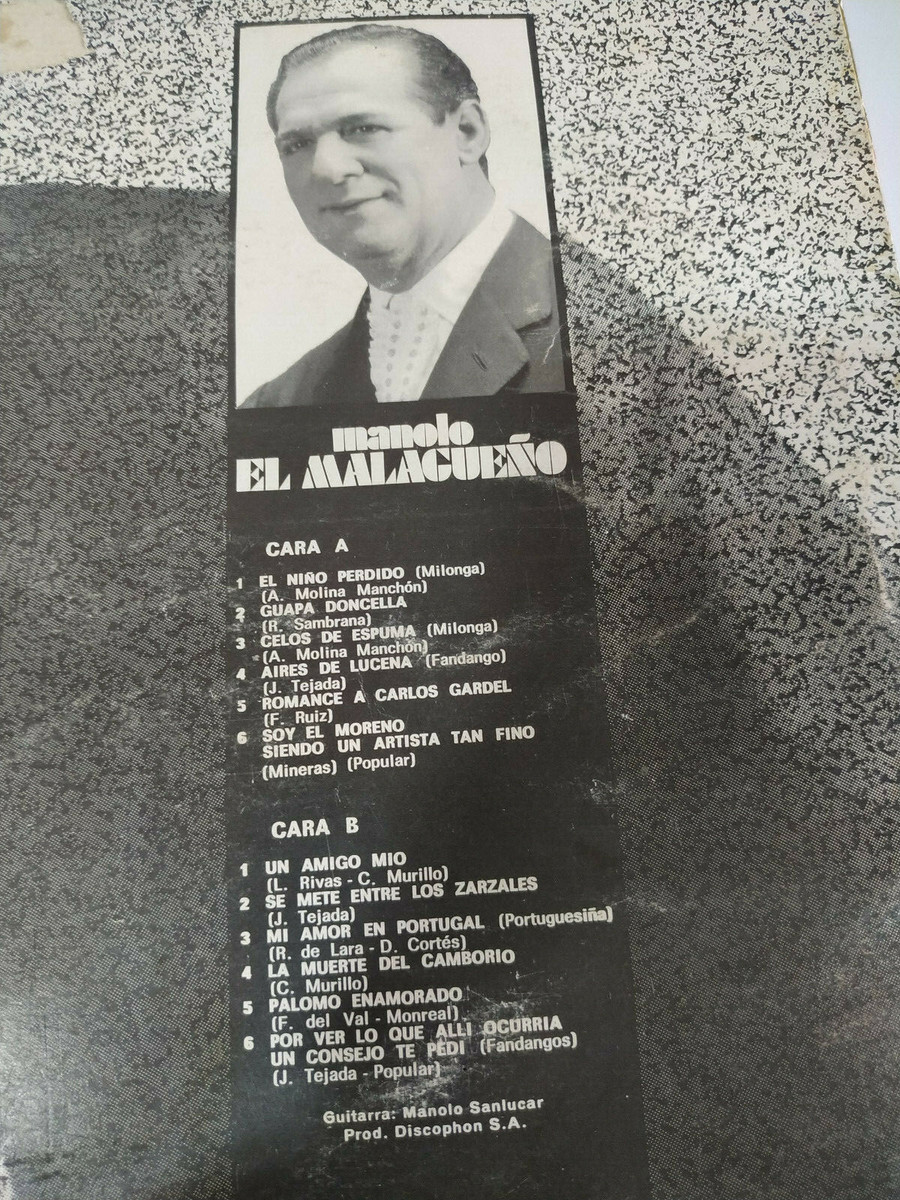 manolo
EL MALAGUEÑO
CARA A
1 EL NIÑO PERDIDO (Milonga)
(A. Molina Manchón)
2 GUAPA DONCELLA
(R. Sambrana)
3 CELOS DE ESPUMA (Milonga)
(A. Molina Manchón)
4 AIRES DE LUCENA (Fandango)
(J. Tejada)
5 ROMANCE A CARLOS GARDEL
(F. Ruiz)
6 SOY EL MORENO
SIENDO UN ARTISTA TAN FINO
(Mineras) (Popular)
CARA B
1 UN AMIGO MIO
(L. Rivas - C. Murillo)
2 SE METE ENTRE LOS ZARZALES
(J. Tejada)
3 MI AMOR EN PORTUGAL (Portuguesiña)
(R. de Lara - D. Cortés)
4 LA MUERTE DEL CAMBORIO
(C. Murillo)
5 PALOMO ENAMORADO
(F. del Val - Monreal)
6 POR VER LO QUE ALLI OCURRIA
UN CONSEJO TE PEDI (Fandangos)
(J. Tejada - Popular)
Guitarra: Manolo Sanlucar
Prod. Discophon S.A.